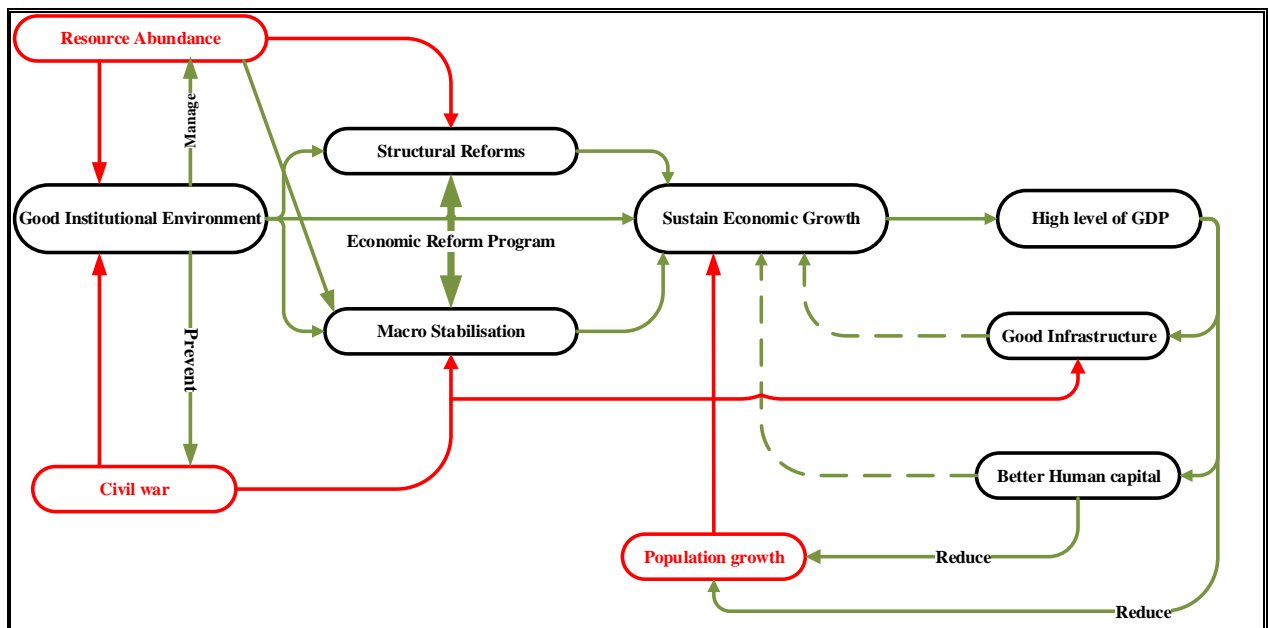 Resource Abundance
Manage
Structural Reforms
Good Institutional Environment
Sustain Economic Growth
High level of GDP
Economic Reform Program
Macro Stabilisation
Good Infrastructure
Prevent
Civil war
Better Human capital
Population growth
Reduce
Reduce